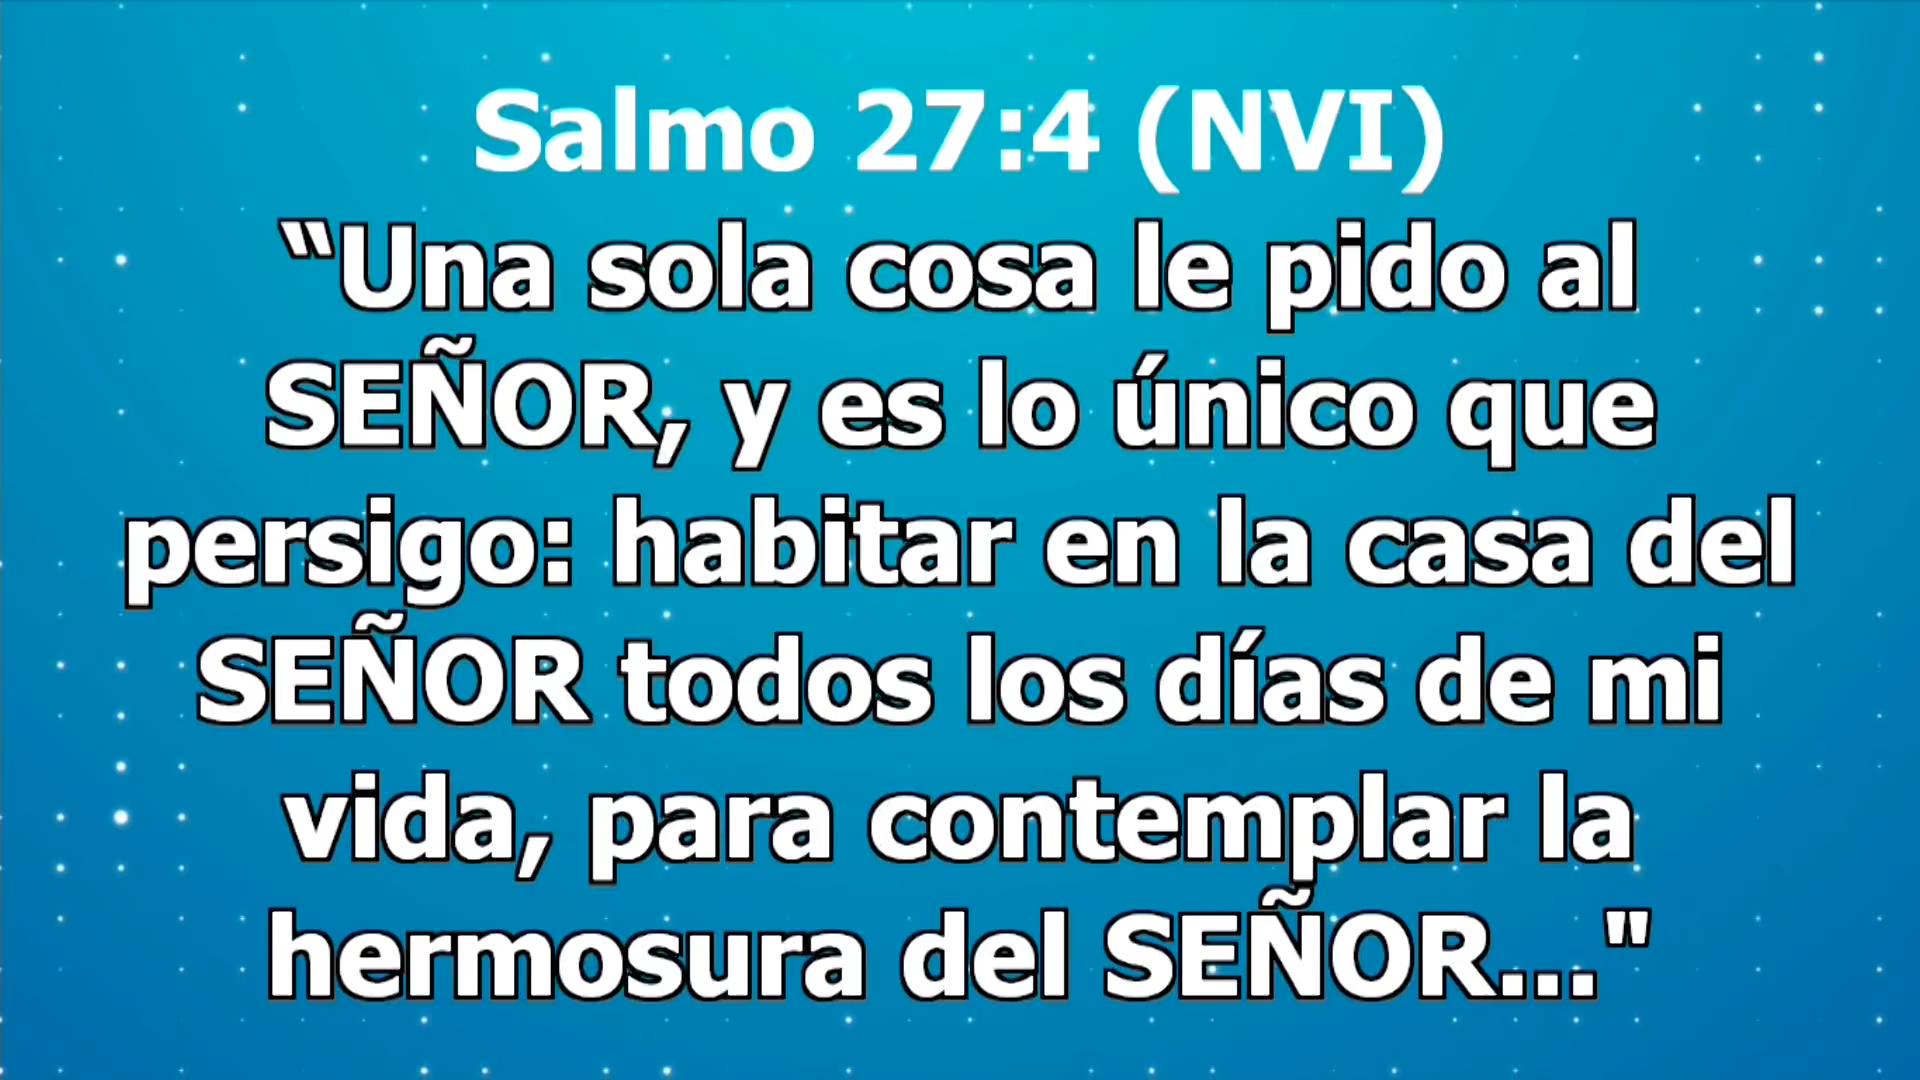 Salmo 27:4 (NVI)
“Una sola cosa le pido al
SEÑOR, y es lo único que
persigo: habitar en la casa del
SEÑOR todos los días de mi
vida, para contemplar la
hermosura del SEÑOR..."